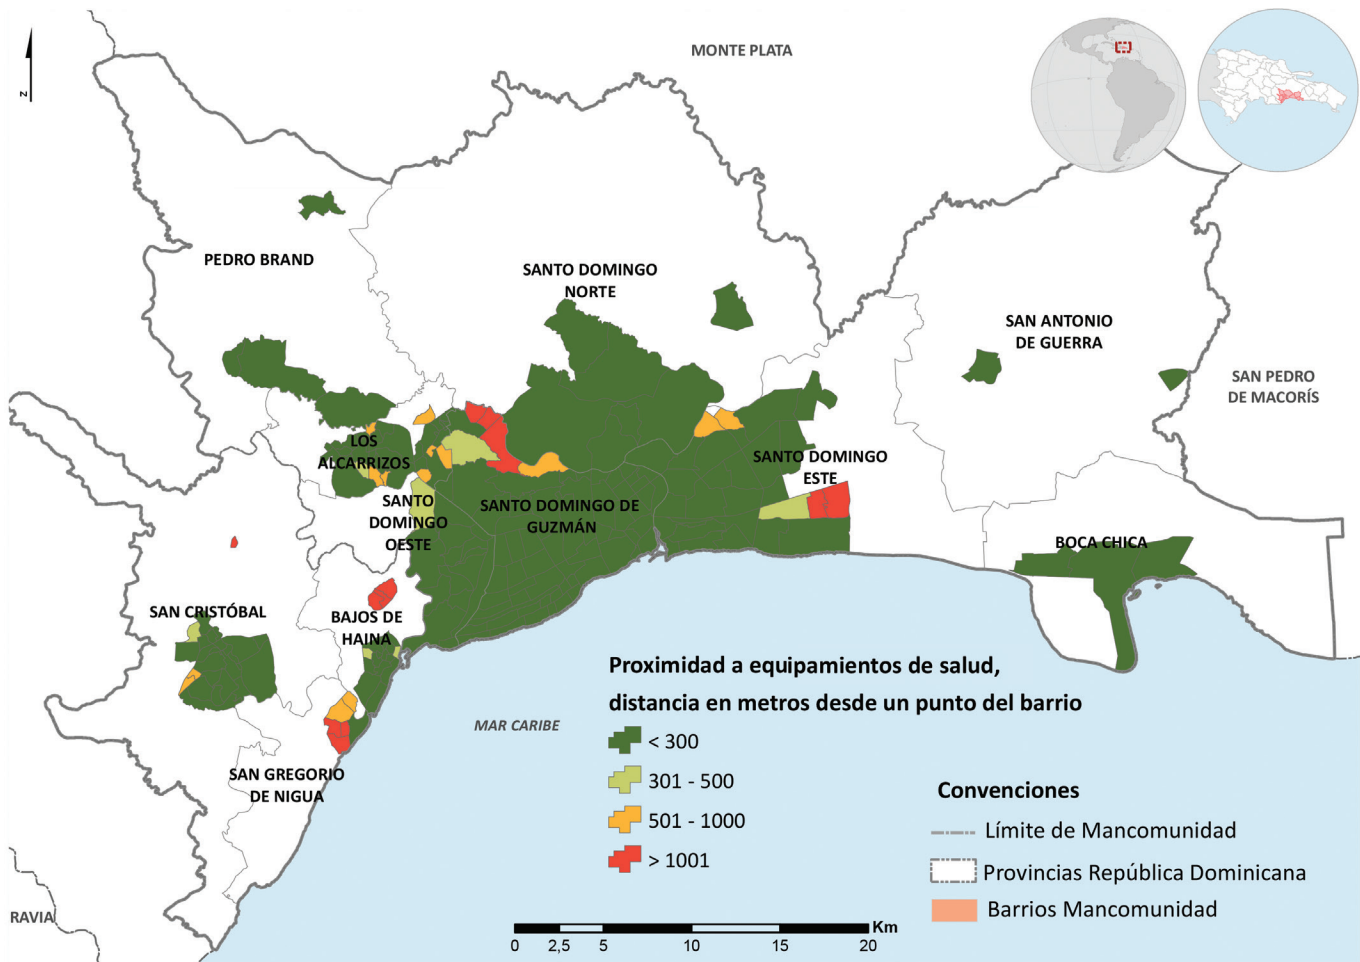 MONTE PLATA
z
PEDRO BRAND
SANTO DOMINGO
NORTE
SAN ANTONIO
DE GUERRA
SAN PEDRO
DE MACORÍS
LOS
ALCARRIZOS
SANTO DOMINGO
ESTE
SANTO
DOMINGO
OESTE
SANTO DOMINGO DE
GUZMÁN
BOCA CHICA
SAN CRISTÓBAL
BAJOS DE
HAINA
MAR CARIBE
SAN GREGORIO
DE NIGUA
RAVIA
Proximidad a equipamientos de salud,
distancia en metros desde un punto del barrio
< 300
301 - 500
501 - 1000
> 1001
Convenciones
Límite de Mancomunidad
Provincias República Dominicana
Barrios Mancomunidad
Km
0 2,5 5 10 15 20